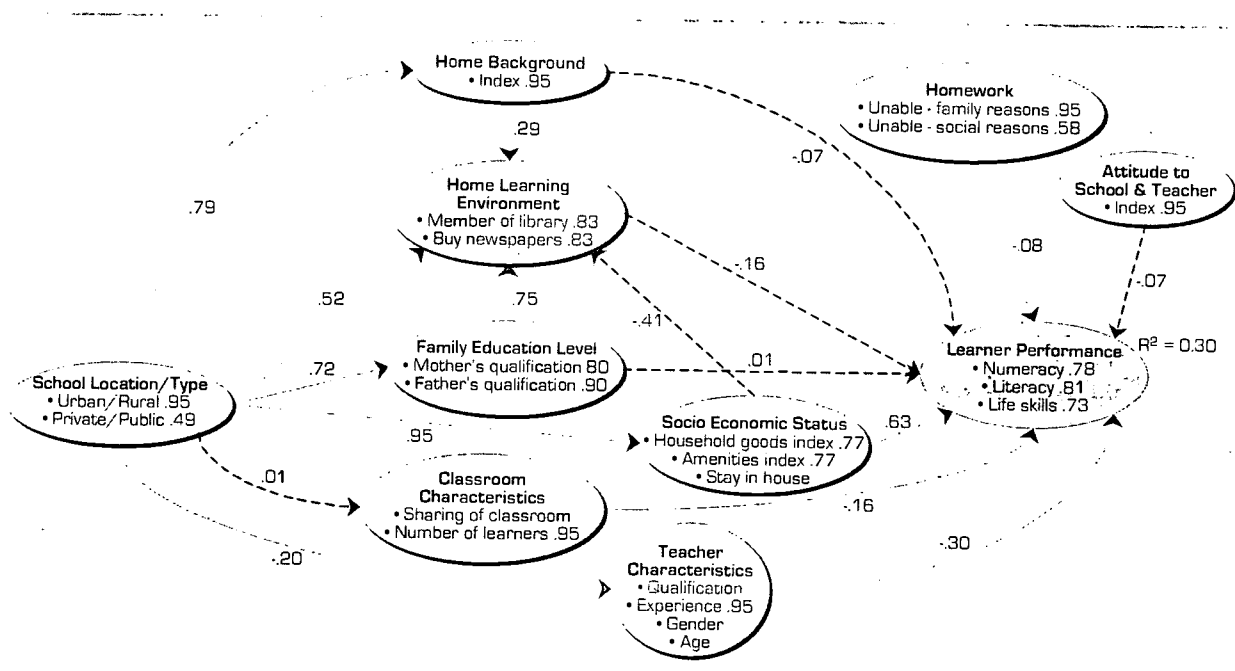 Home Background
• Index .95
Homework
• Unable - family reasons .95
• Unable - social reasons .58
.29
-.07
Attitude to
School & Teacher
• Index .95
Home Learning
Environment
• Member of library .83
• Buy newspapers .83
.79
-.08
-.16
-.07
.52
.75
-.41
R² = 0.30
Family Education Level
• Mother's qualification 80
• Father's qualification .90
.72
.01
Learner Performance
• Numeracy .78
• Literacy .81
• Life skills .73
School Location/Type
• Urban/Rural .95
• Private/Public .49
.95
Socio Economic Status
• Household goods index .77
• Amenities index .77
• Stay in house
.63
.01
Classroom
Characteristics
• Sharing of classroom
• Number of learners .95
-.16
-.20
-.30
Teacher
Characteristics
• Qualification
• Experience .95
• Gender
• Age